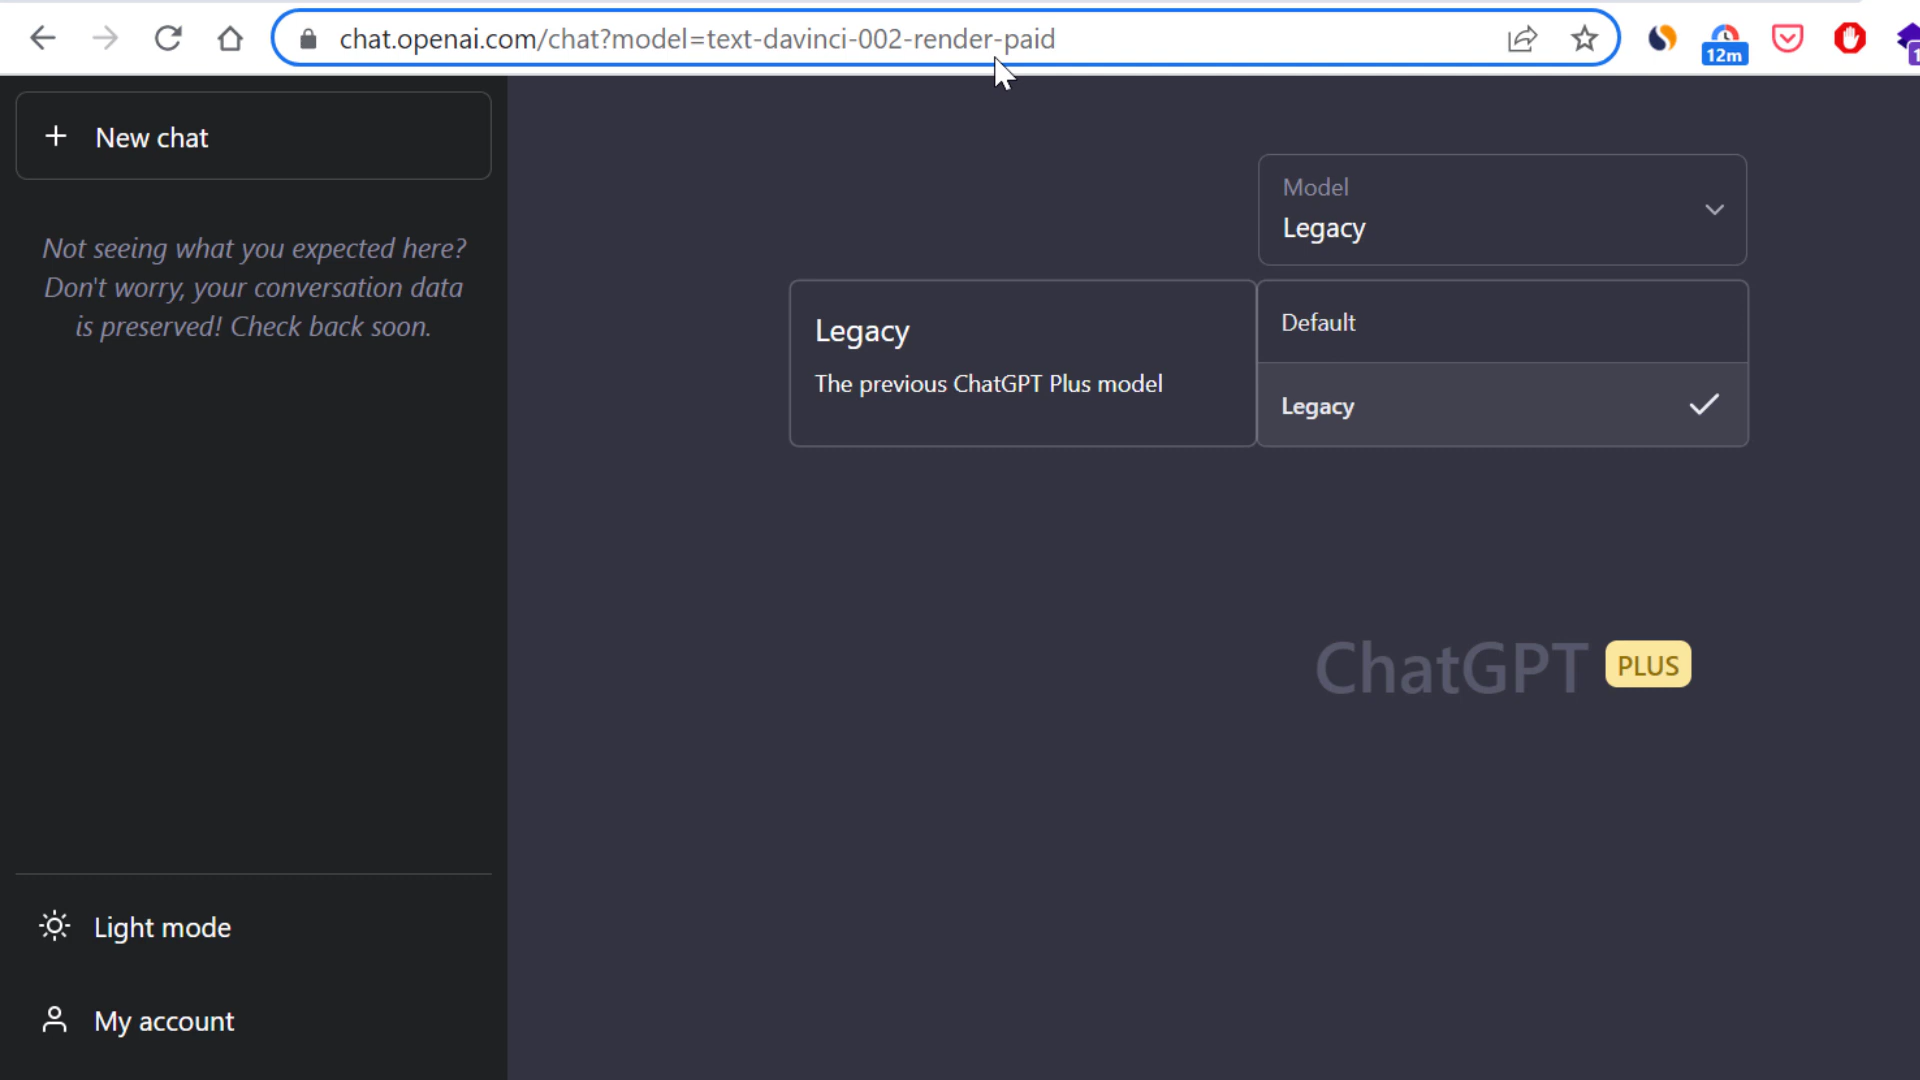 chat.openai.com/chat?model=text-davinci-002-render-paid
12m
1
New chat
Not seeing what you expected here?
Don't worry, your conversation data
is preserved! Check back soon.
Model
Legacy
Legacy
The previous ChatGPT Plus model
Default
Legacy
ChatGPT PLUS
Light mode
My account